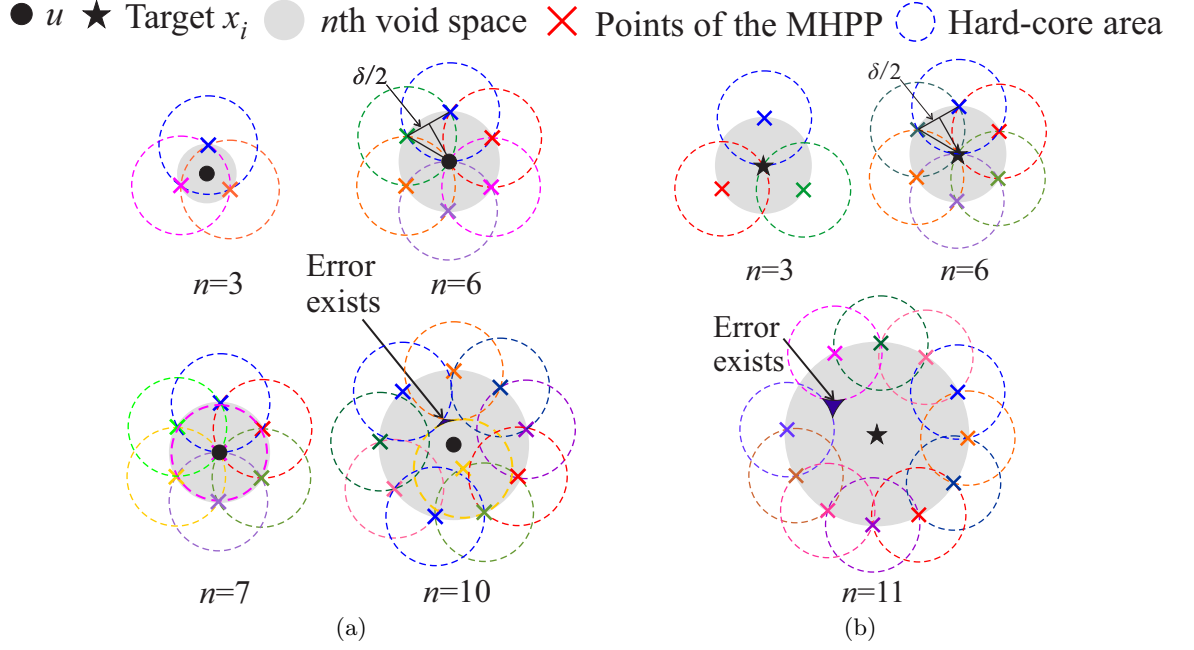 u Target x_i nth void space Points of the MHPP Hard-core area
δ/2
δ/2
n=3
n=6
n=3
n=6
Error
exists
Error
exists
n=7
n=10
n=11
(a)
(b)